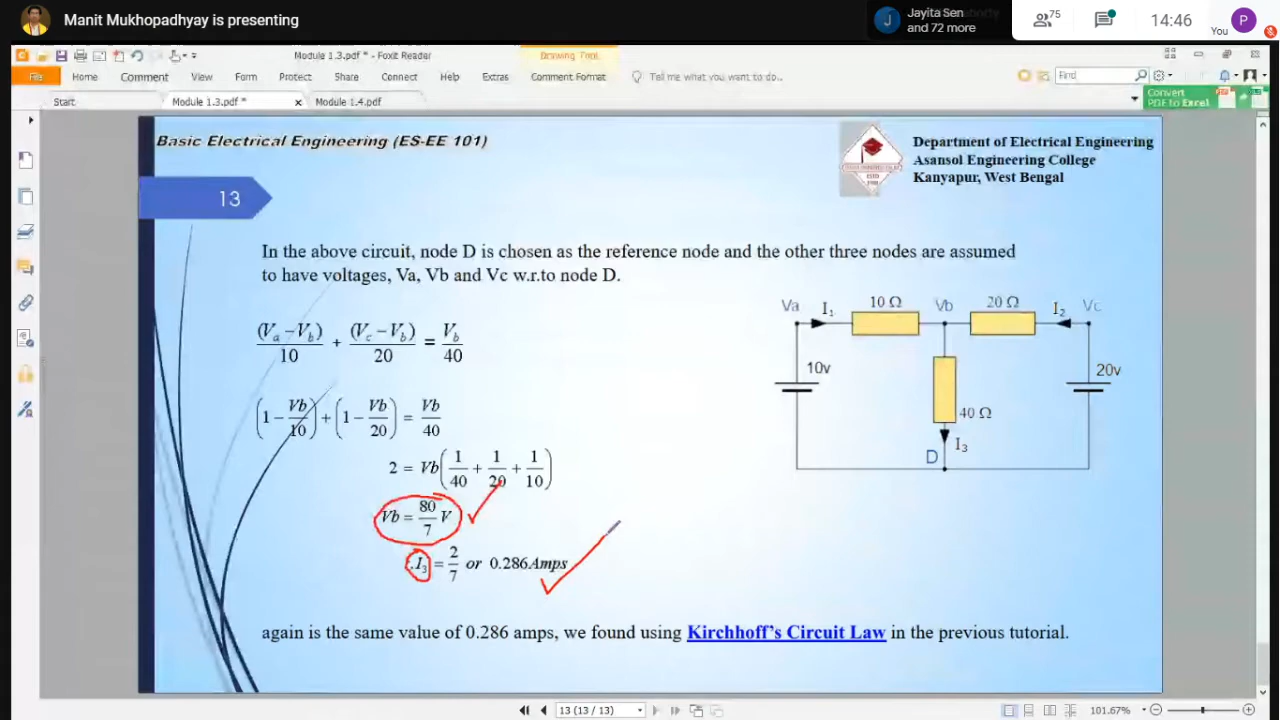 Manit Mukhopadhyay is presenting
Jayita Sen
and 72 more
75
14:46
You
P
J
Module 1.3.pdf * - Foxit Reader
Drawing Tool
File Home Comment View Form Protect Share Connect Help Extras Comment Format Tell me what you want to do... Find
Start Module 1.3.pdf * Module 1.4.pdf
Convert
PDF to Excel
Basic Electrical Engineering (ES-EE 101)
Department of Electrical Engineering
Asansol Engineering College
Kanyapur, West Bengal
13
In the above circuit, node D is chosen as the reference node and the other three nodes are assumed
to have voltages, Va, Vb and Vc w.r.to node D.
(V_a − V_b)/10 + (V_c − V_b)/20 = V_b/40
(1 − Vb/10) + (1 − Vb/20) = Vb/40
2 = Vb(1/40 + 1/20 + 1/10)
Vb = 80/7 V
∴I₃ = 2/7 or 0.286Amps
Va I₁ 10 Ω Vb 20 Ω I₂ Vc
10v 20v
40 Ω
I₃
D
again is the same value of 0.286 amps, we found using Kirchhoff's Circuit Law in the previous tutorial.
13 (13 / 13)
101.67%